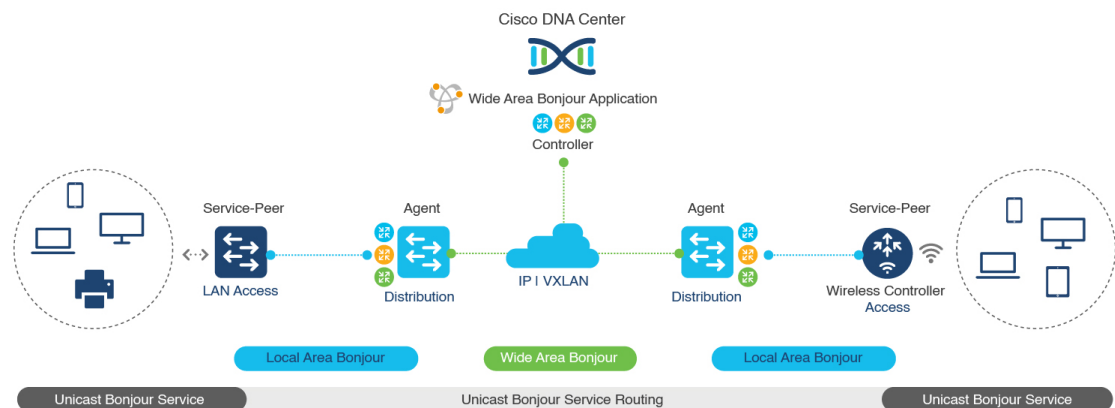 Cisco DNA Center
Wide Area Bonjour Application
Controller
Service-Peer
Agent
Agent
Service-Peer
LAN Access
Distribution
IP | VXLAN
Distribution
Wireless Controller
Access
Local Area Bonjour
Wide Area Bonjour
Local Area Bonjour
Unicast Bonjour Service
Unicast Bonjour Service Routing
Unicast Bonjour Service